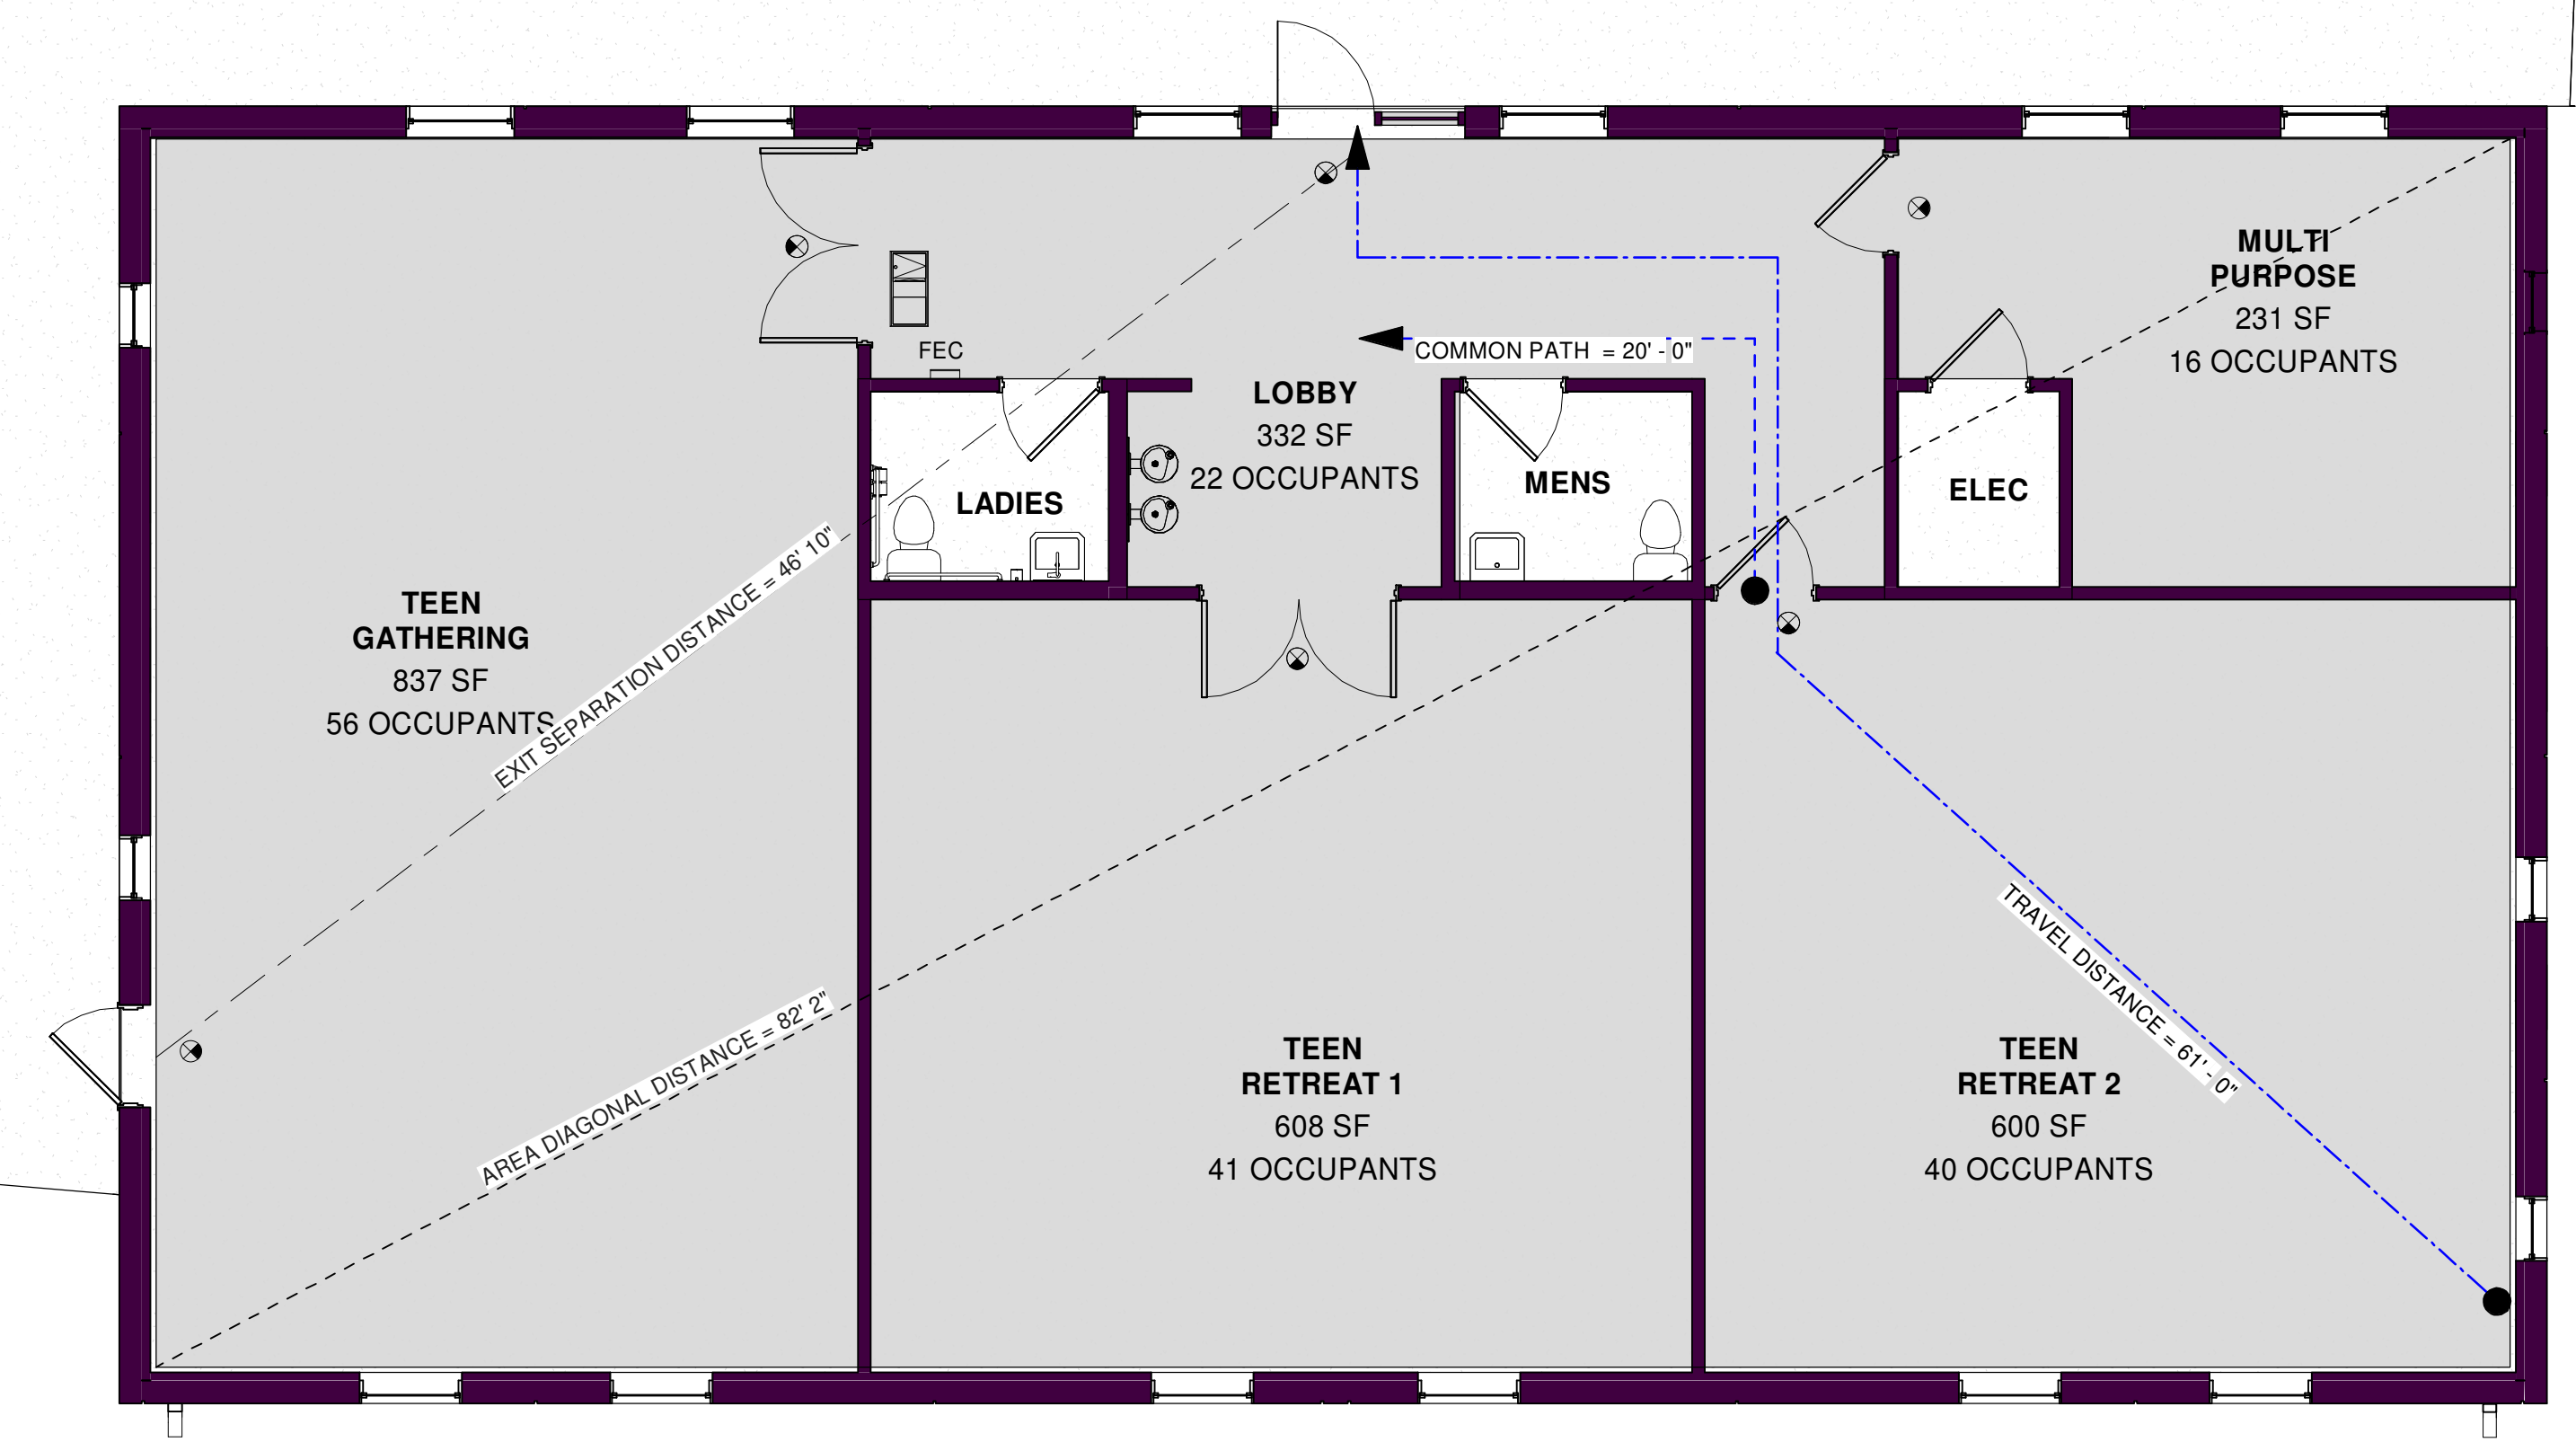 MULTI
PURPOSE
231 SF
16 OCCUPANTS
FEC
COMMON PATH = 20' - 0"
LOBBY
332 SF
22 OCCUPANTS
LADIES
MENS
ELEC
TEEN
GATHERING
837 SF
56 OCCUPANTS
EXIT SEPARATION DISTANCE = 46' 10"
AREA DIAGONAL DISTANCE = 82' 2"
TEEN
RETREAT 1
608 SF
41 OCCUPANTS
TEEN
RETREAT 2
600 SF
40 OCCUPANTS
TRAVEL DISTANCE = 61' - 0"